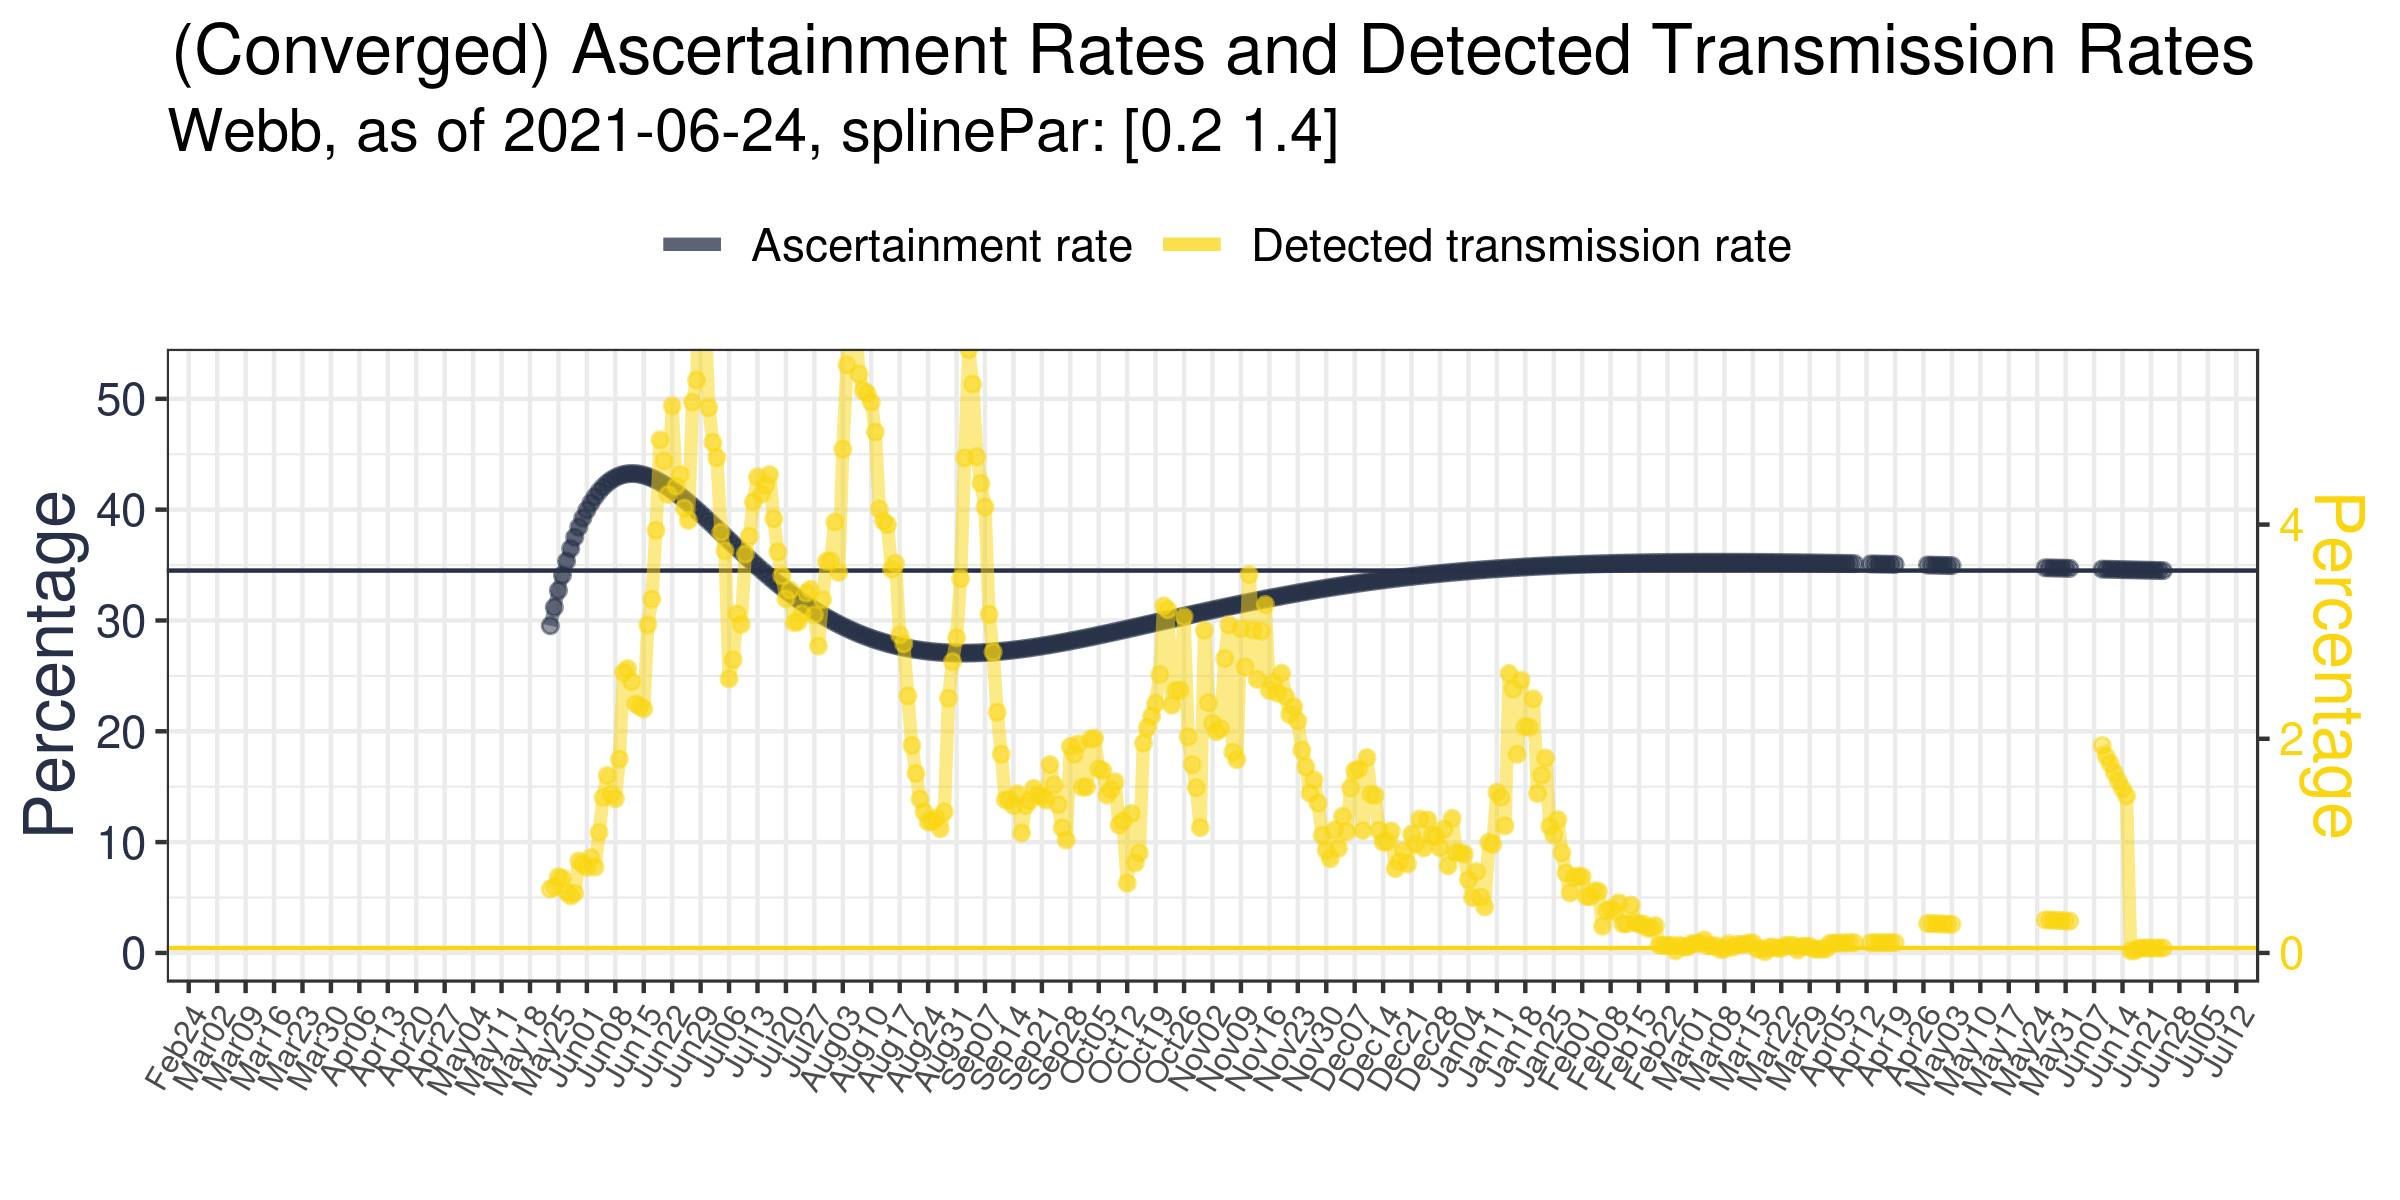 (Converged) Ascertainment Rates and Detected Transmission Rates
Webb, as of 2021-06-24, splinePar: [0.2 1.4]
Ascertainment rate Detected transmission rate
Percentage
50
40
30
20
10
0
4
2
0
Percentage
Feb24
Mar02
Mar09
Mar16
Mar23
Mar30
Apr06
Apr13
Apr20
Apr27
May04
May11
May18
May25
Jun01
Jun08
Jun15
Jun22
Jun29
Jul06
Jul13
Jul20
Jul27
Aug03
Aug10
Aug17
Aug24
Aug31
Sep07
Sep14
Sep21
Sep28
Oct05
Oct12
Oct19
Oct26
Nov02
Nov09
Nov16
Nov23
Nov30
Dec07
Dec14
Dec21
Dec28
Jan04
Jan11
Jan18
Jan25
Feb01
Feb08
Feb15
Feb22
Mar01
Mar08
Mar15
Mar22
Mar29
Apr05
Apr12
Apr19
Apr26
May03
May10
May17
May24
May31
Jun07
Jun14
Jun21
Jun28
Jul05
Jul12